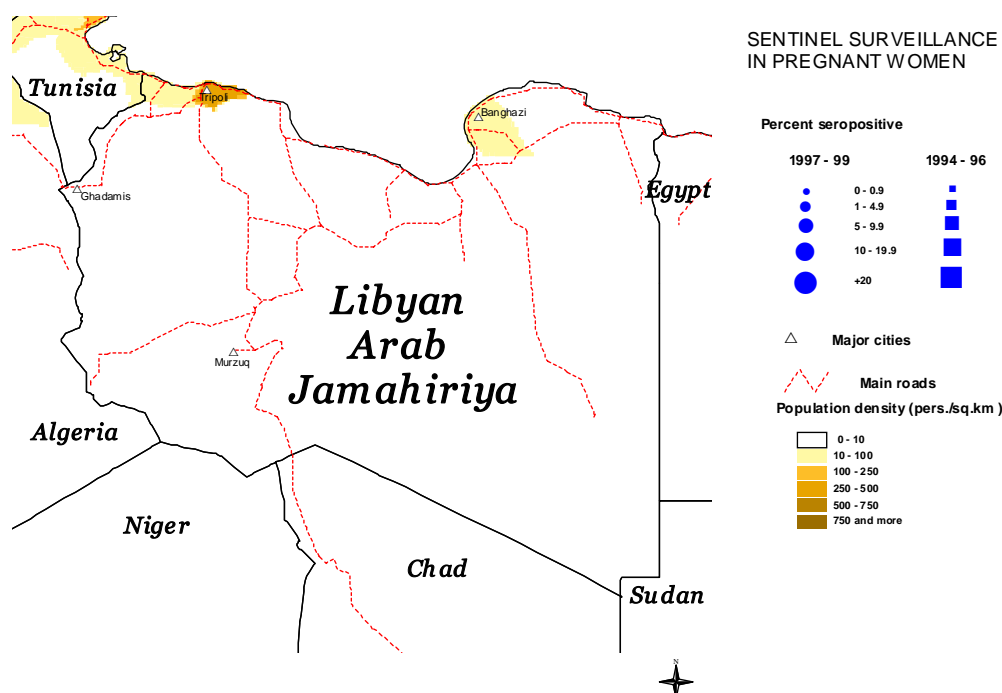 SENTINEL SURVEILLANCE
IN PREGNANT WOMEN
Percent seropositive
1997 - 99 1994 - 96
0 - 0.9
1 - 4.9
5 - 9.9
10 - 19.9
+20
Major cities
Main roads
Population density (pers./sq.km)
0 - 10
10 - 100
100 - 250
250 - 500
500 - 750
750 and more
Tunisia
Tripoli
Banghazi
Ghadamis
Egypt
Libyan
Arab
Jamahiriya
Murzuq
Algeria
Niger
Chad
Sudan
N